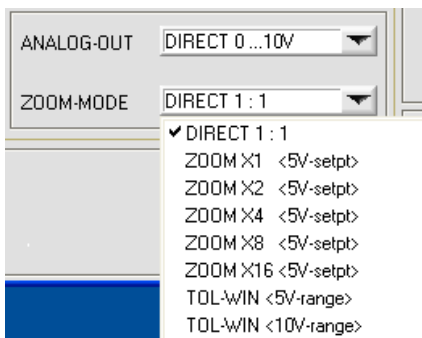 ANALOG-OUT DIRECT 0 ...10V
ZOOM-MODE DIRECT 1 : 1
✔ DIRECT 1 : 1
ZOOM X1 <5V-setpt>
ZOOM X2 <5V-setpt>
ZOOM X4 <5V-setpt>
ZOOM X8 <5V-setpt>
ZOOM X16 <5V-setpt>
TOL-WIN <5V-range>
TOL-WIN <10V-range>